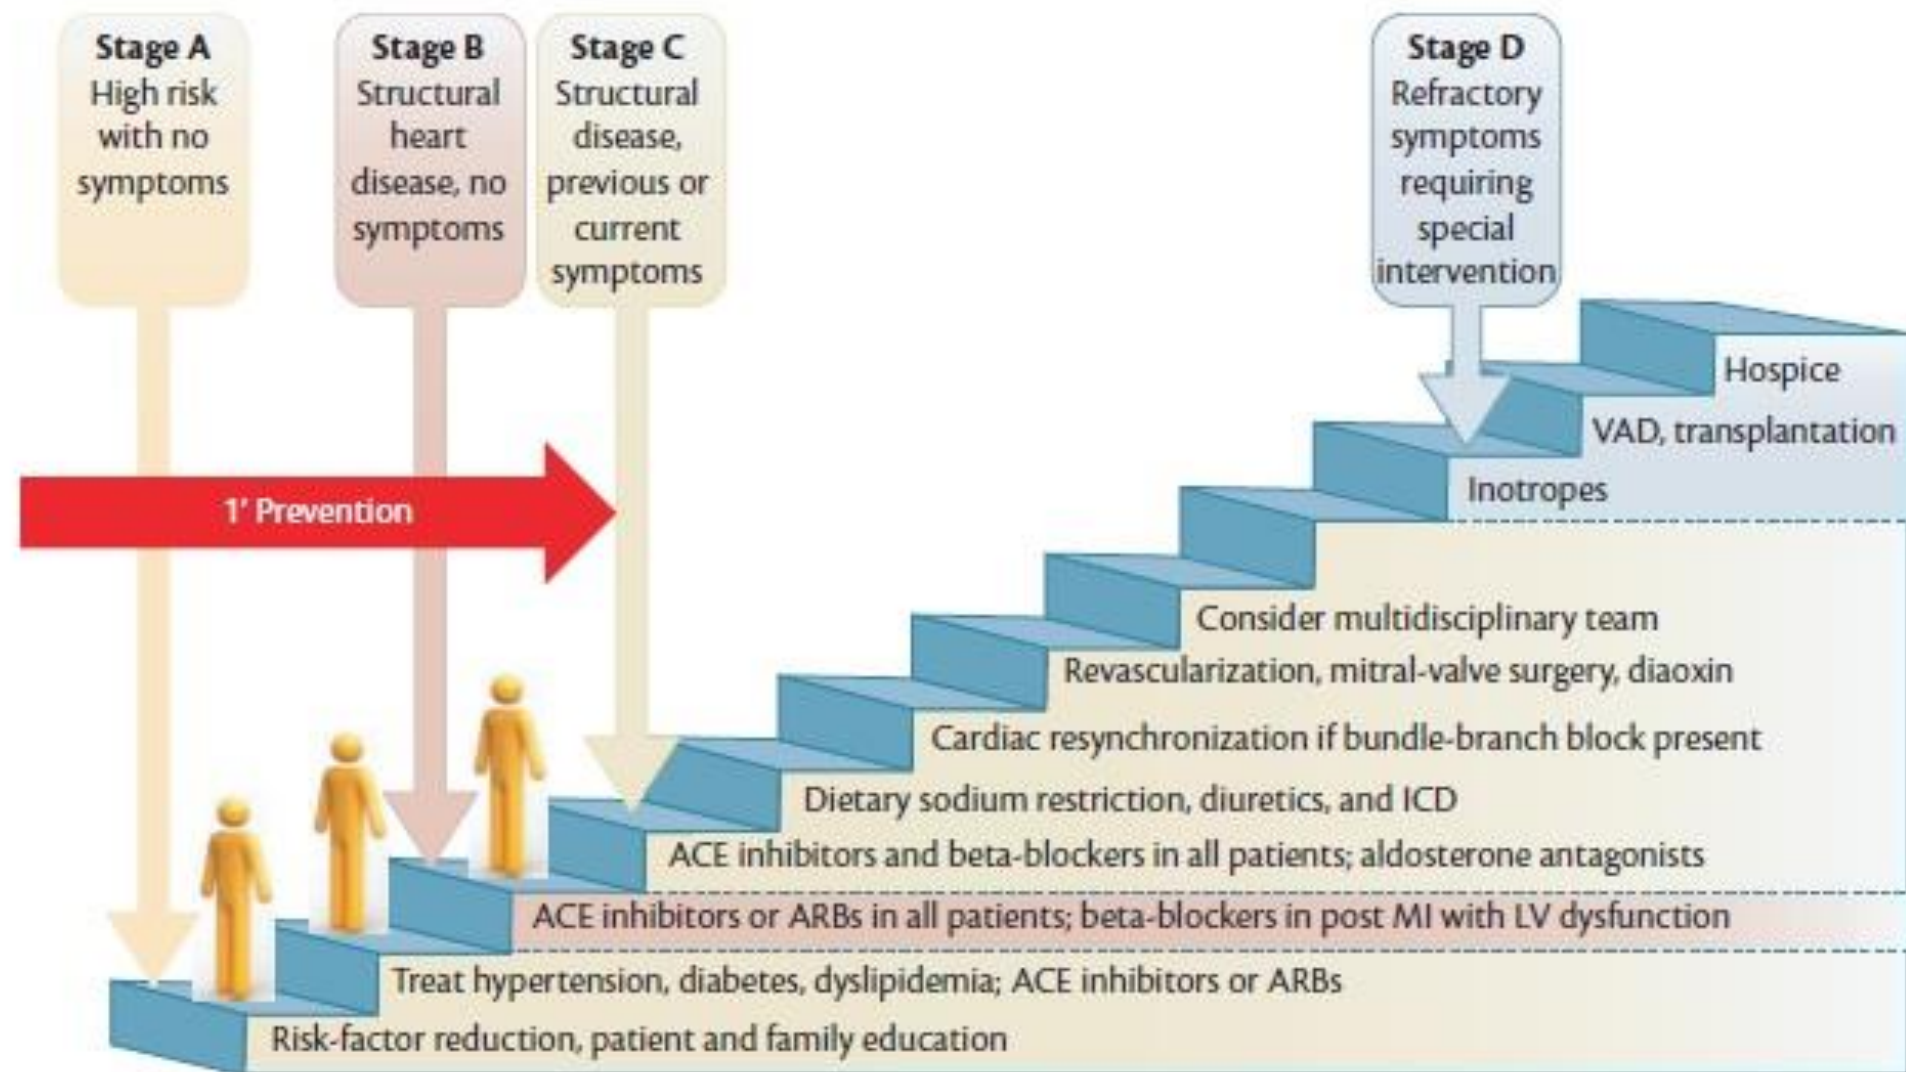 Stage A
High risk
with no
symptoms
Stage B
Structural
heart
disease, no
symptoms
Stage C
Structural
disease,
previous or
current
symptoms
Stage D
Refractory
symptoms
requiring
special
intervention
1' Prevention
Hospice
VAD, transplantation
Inotropes
Consider multidisciplinary team
Revascularization, mitral-valve surgery, diaoxin
Cardiac resynchronization if bundle-branch block present
Dietary sodium restriction, diuretics, and ICD
ACE inhibitors and beta-blockers in all patients; aldosterone antagonists
ACE inhibitors or ARBs in all patients; beta-blockers in post MI with LV dysfunction
Treat hypertension, diabetes, dyslipidemia; ACE inhibitors or ARBs
Risk-factor reduction, patient and family education